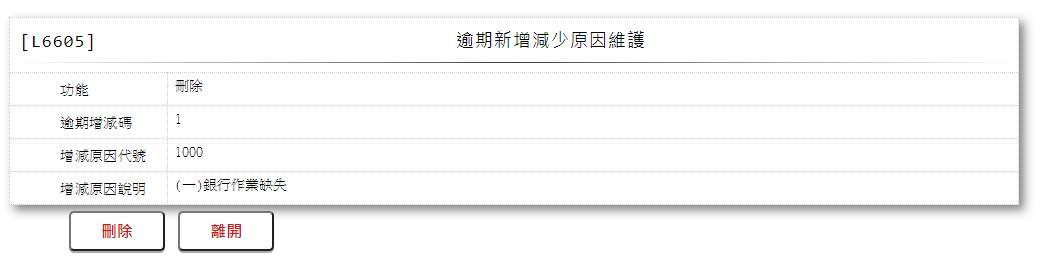 [L6605] 逾期新增減少原因維護
功能 刪除
逾期增減碼 1
增減原因代號 1000
增減原因說明 (一)銀行作業缺失
刪除 離開